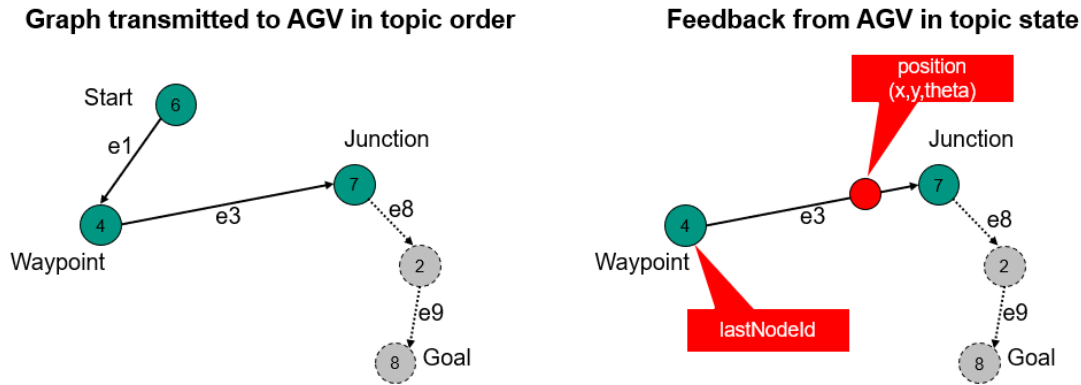 Graph transmitted to AGV in topic order
Start
6
e1
Junction
7
4
e3
e8
Waypoint
2
e9
8
Goal
Feedback from AGV in topic state
position
(x,y,theta)
Junction
7
4
e3
e8
Waypoint
2
lastNodeId
e9
8
Goal